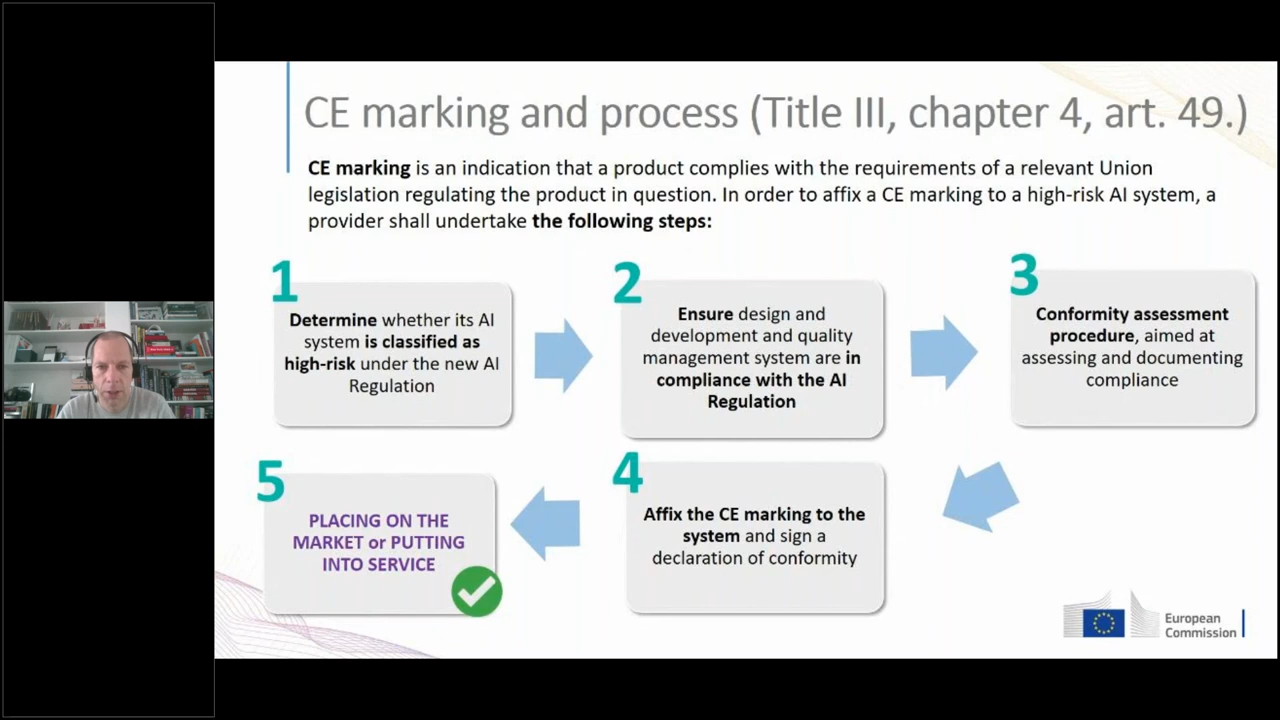 CE marking and process (Title III, chapter 4, art. 49.)
CE marking is an indication that a product complies with the requirements of a relevant Union
legislation regulating the product in question. In order to affix a CE marking to a high-risk AI system, a
provider shall undertake the following steps:
1
Determine whether its AI
system is classified as
high-risk under the new AI
Regulation
2
Ensure design and
development and quality
management system are in
compliance with the AI
Regulation
3
Conformity assessment
procedure, aimed at
assessing and documenting
compliance
4
Affix the CE marking to the
system and sign a
declaration of conformity
5
PLACING ON THE
MARKET or PUTTING
INTO SERVICE
European
Commission